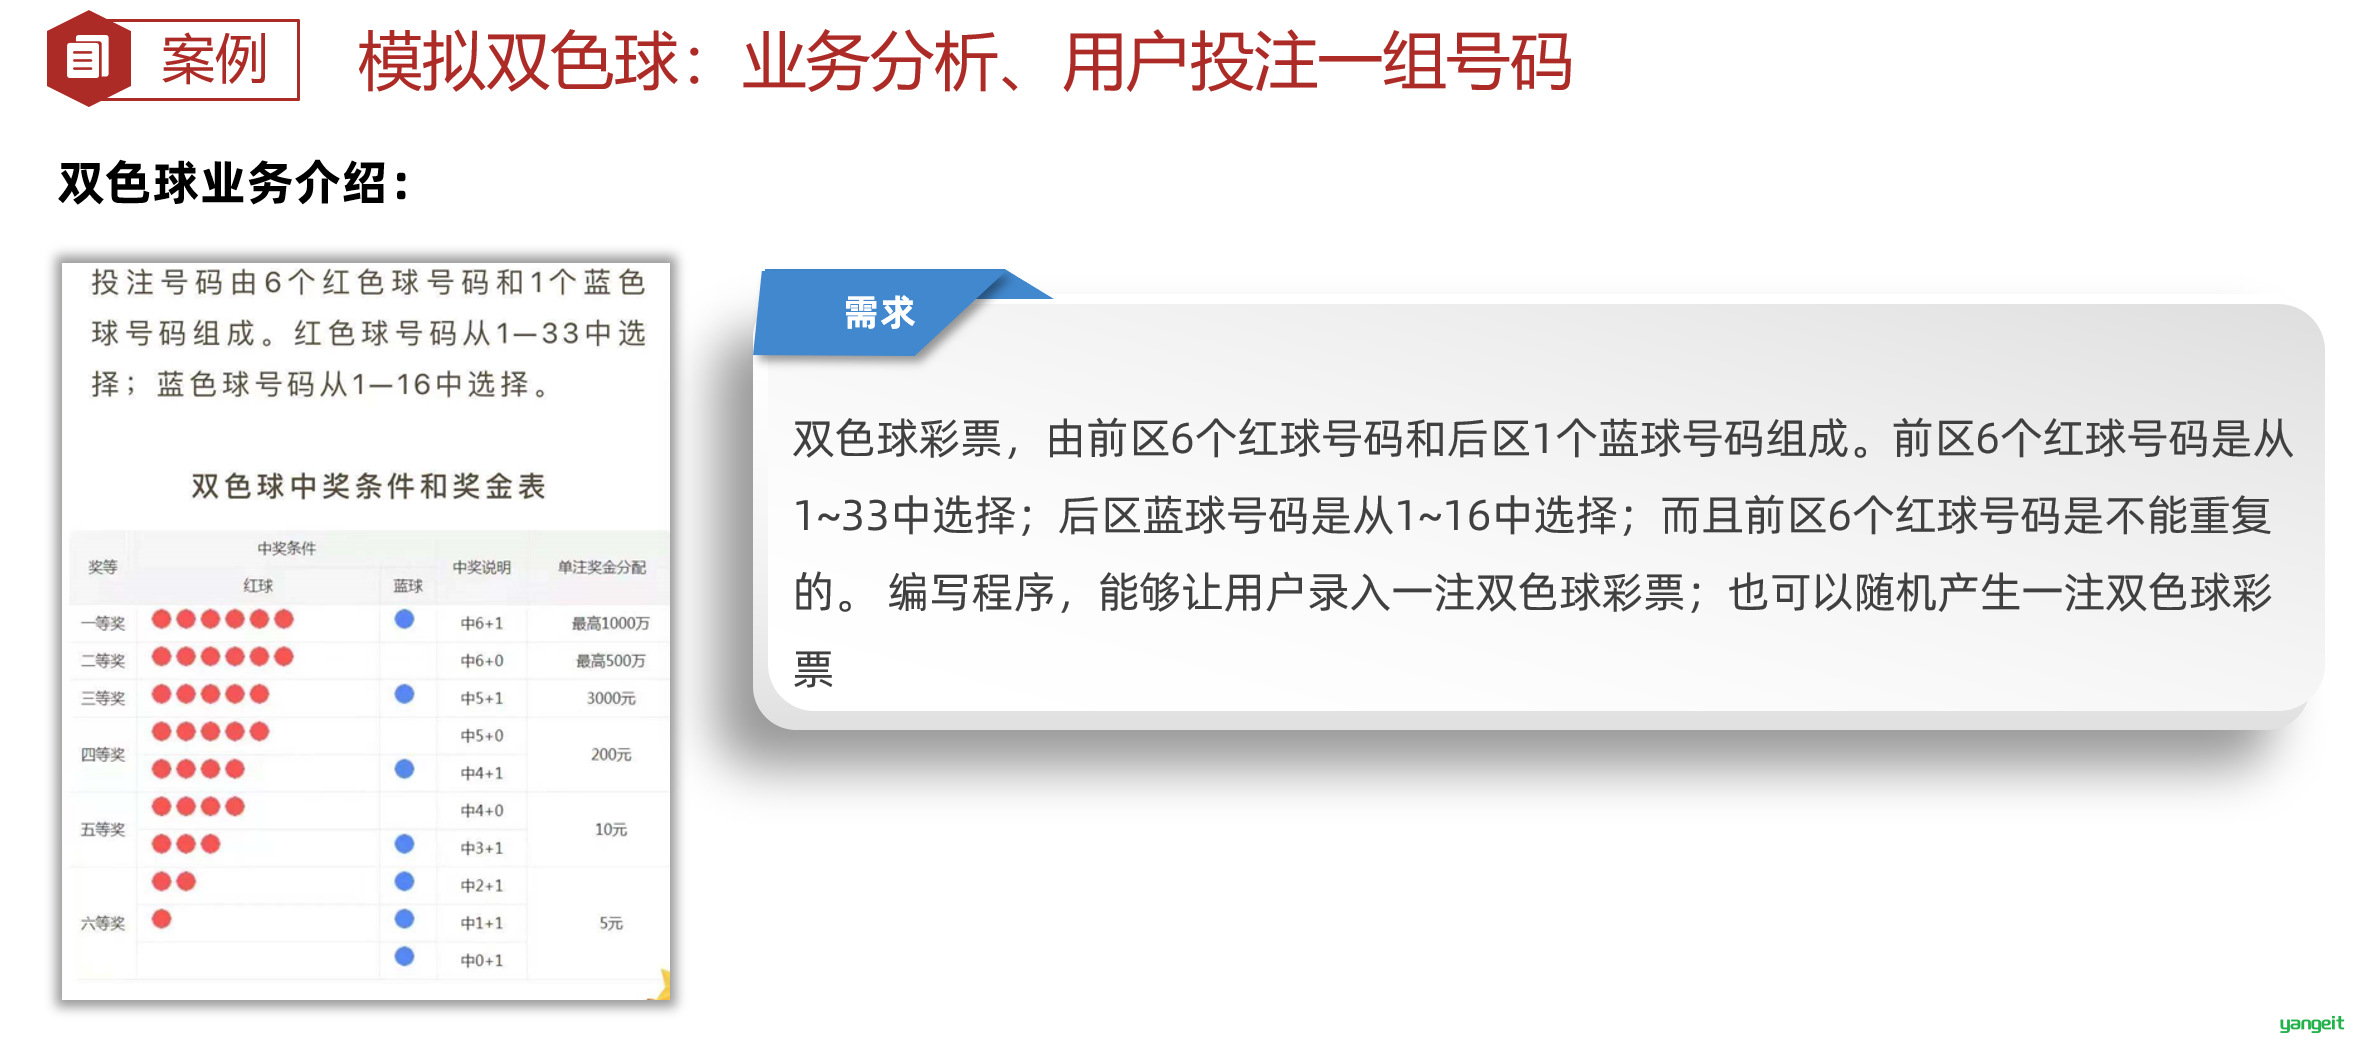 案例
模拟双色球：业务分析、用户投注一组号码
双色球业务介绍：
投注号码由6个红色球号码和1个蓝色
球号码组成。红色球号码从1—33中选
择；蓝色球号码从1—16中选择。
双色球中奖条件和奖金表
奖等 中奖条件 中奖说明 单注奖金分配
红球 蓝球
一等奖 中6+1 最高1000万
二等奖 中6+0 最高500万
三等奖 中5+1 3000元
四等奖 中5+0 200元
中4+1
五等奖 中4+0 10元
中3+1
六等奖 中2+1 5元
中1+1
中0+1
需求
双色球彩票，由前区6个红球号码和后区1个蓝球号码组成。前区6个红球号码是从
1~33中选择；后区蓝球号码是从1~16中选择；而且前区6个红球号码是不能重复
的。 编写程序，能够让用户录入一注双色球彩票；也可以随机产生一注双色球彩
票
yangeit